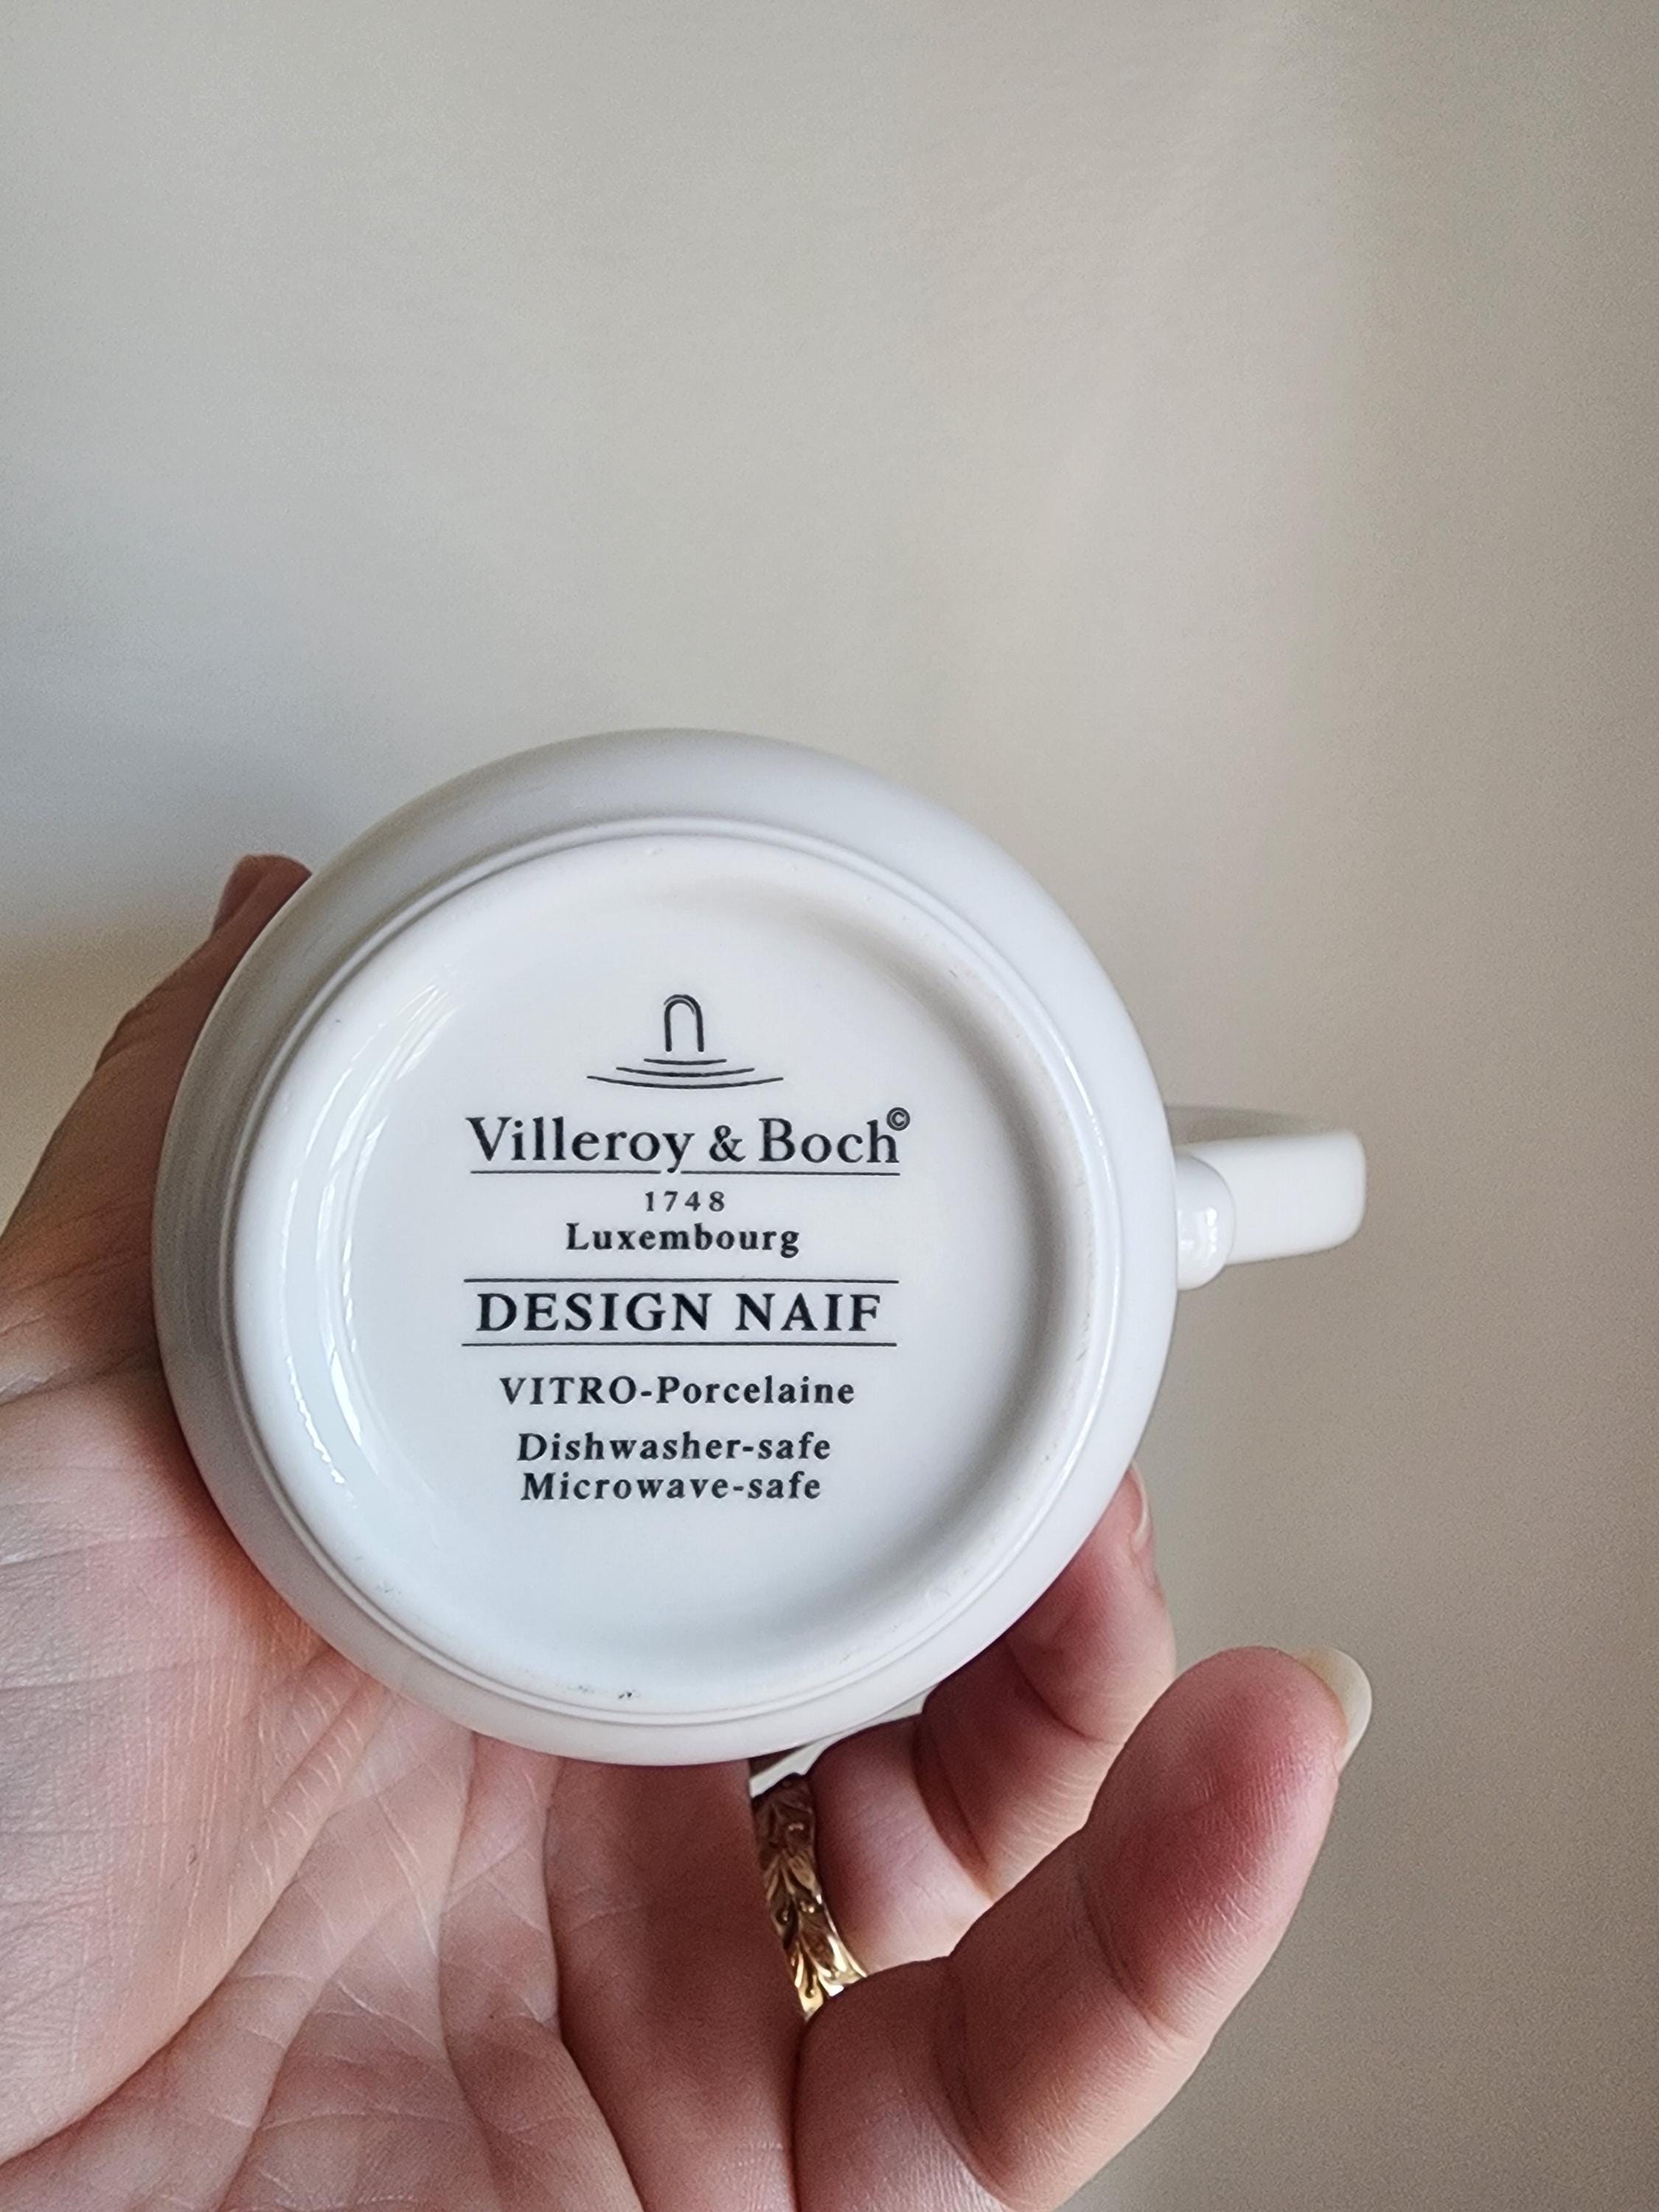 Villeroy & Boch©
1748
Luxembourg
DESIGN NAIF
VITRO-Porcelaine
Dishwasher-safe
Microwave-safe